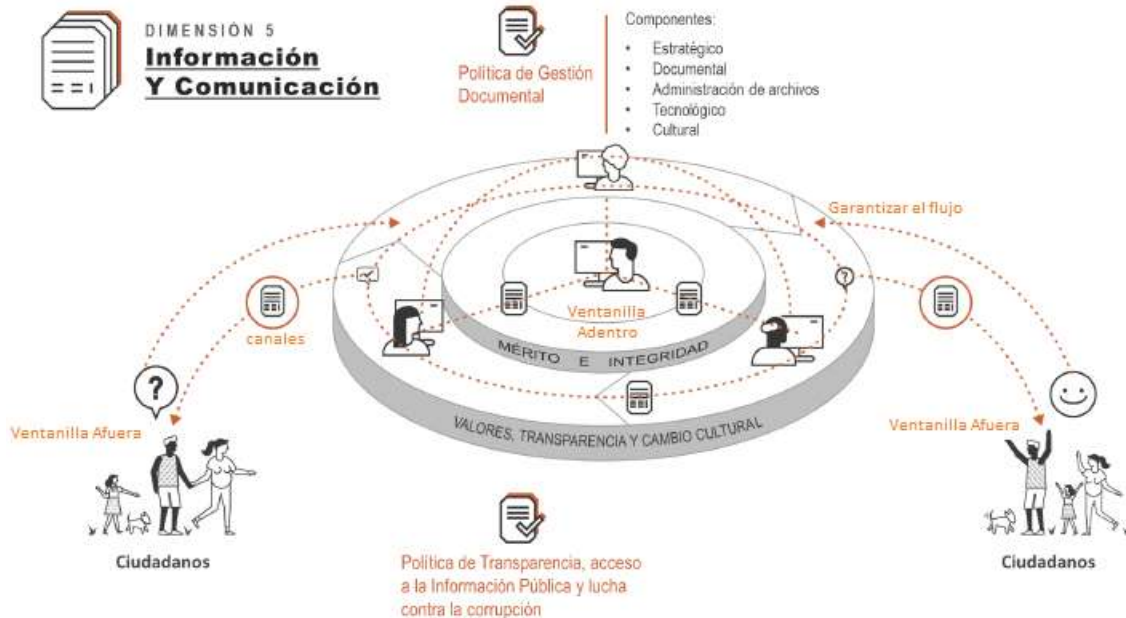 DIMENSIÓN 5
Información
Y Comunicación
Política de Gestión
Documental
Componentes:
• Estratégico
• Documental
• Administración de archivos
• Tecnológico
• Cultural
Garantizar el flujo
canales
Ventanilla
Adentro
MÉRITO E INTEGRIDAD
VALORES, TRANSPARENCIA Y CAMBIO CULTURAL
?
?
Ventanilla Afuera
Ventanilla Afuera
Ciudadanos
Ciudadanos
Política de Transparencia, acceso
a la Información Pública y lucha
contra la corrupción